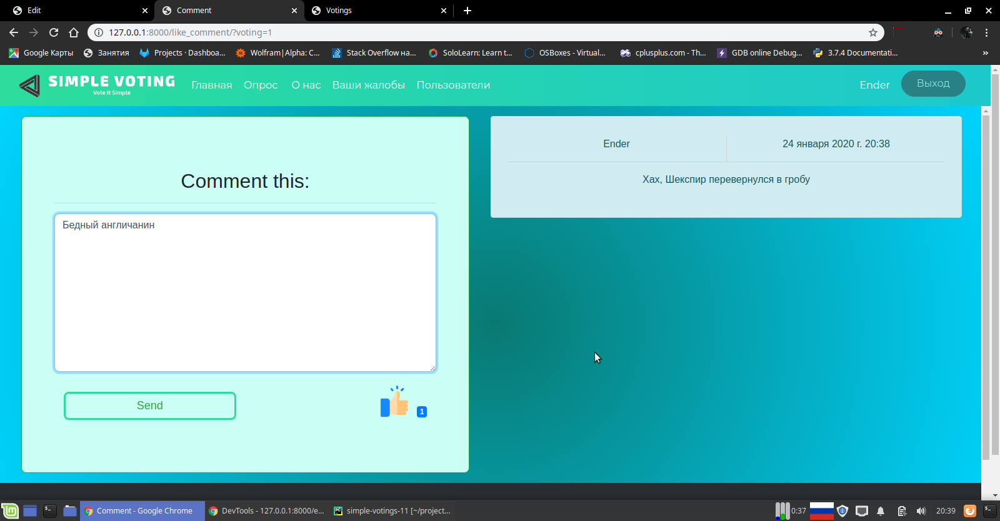 Edit
Comment
Votings
127.0.0.1:8000/like_comment/?voting=1
Google Карты
Занятия
Projects · Dashboa...
Wolfram|Alpha: C...
Stack Overflow на...
SoloLearn: Learn t...
OSBoxes - Virtual...
cplusplus.com - Th...
GDB online Debug...
3.7.4 Documentati...
»
SIMPLE VOTING
Vote it Simple
Главная
Опрос
О нас
Ваши жалобы
Пользователи
Ender
Выход
Comment this:
Бедный англичанин
Send
1
Ender
24 января 2020 г. 20:38
Хах, Шекспир перевернулся в гробу
Comment - Google Chrome
DevTools - 127.0.0.1:8000/e...
simple-votings-11 [~/project...
0:37
20:39